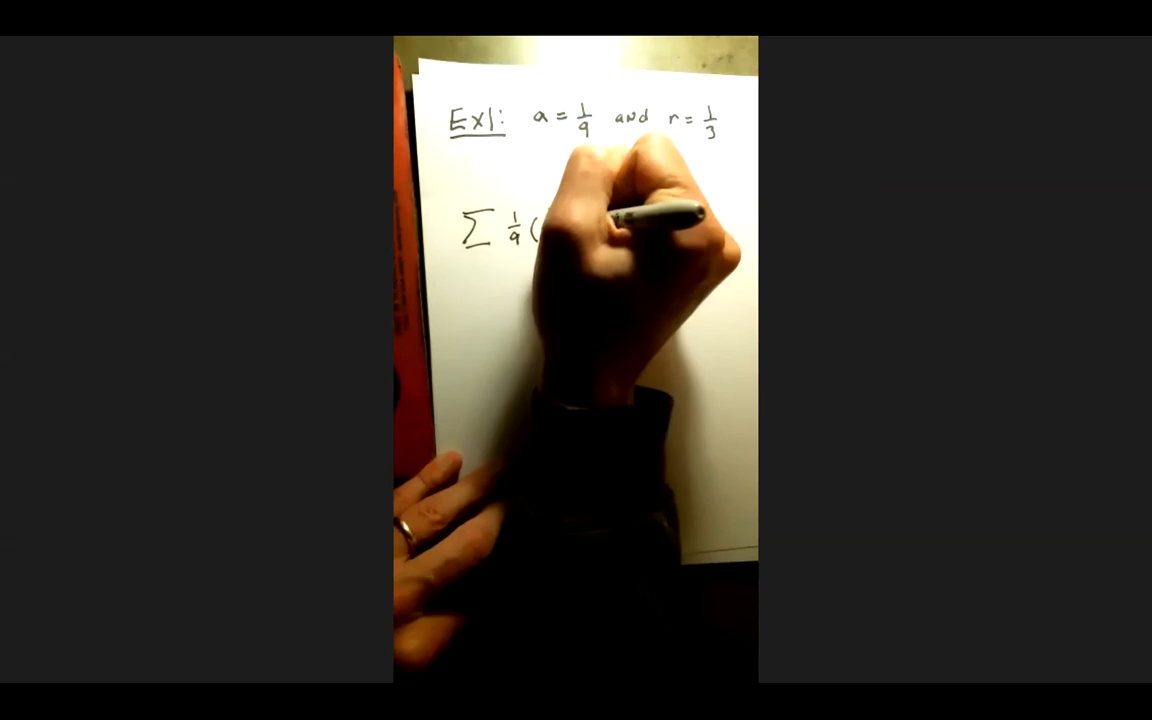 Ex1: a = 1/9 and r = 1/3
∑ 1/9 (